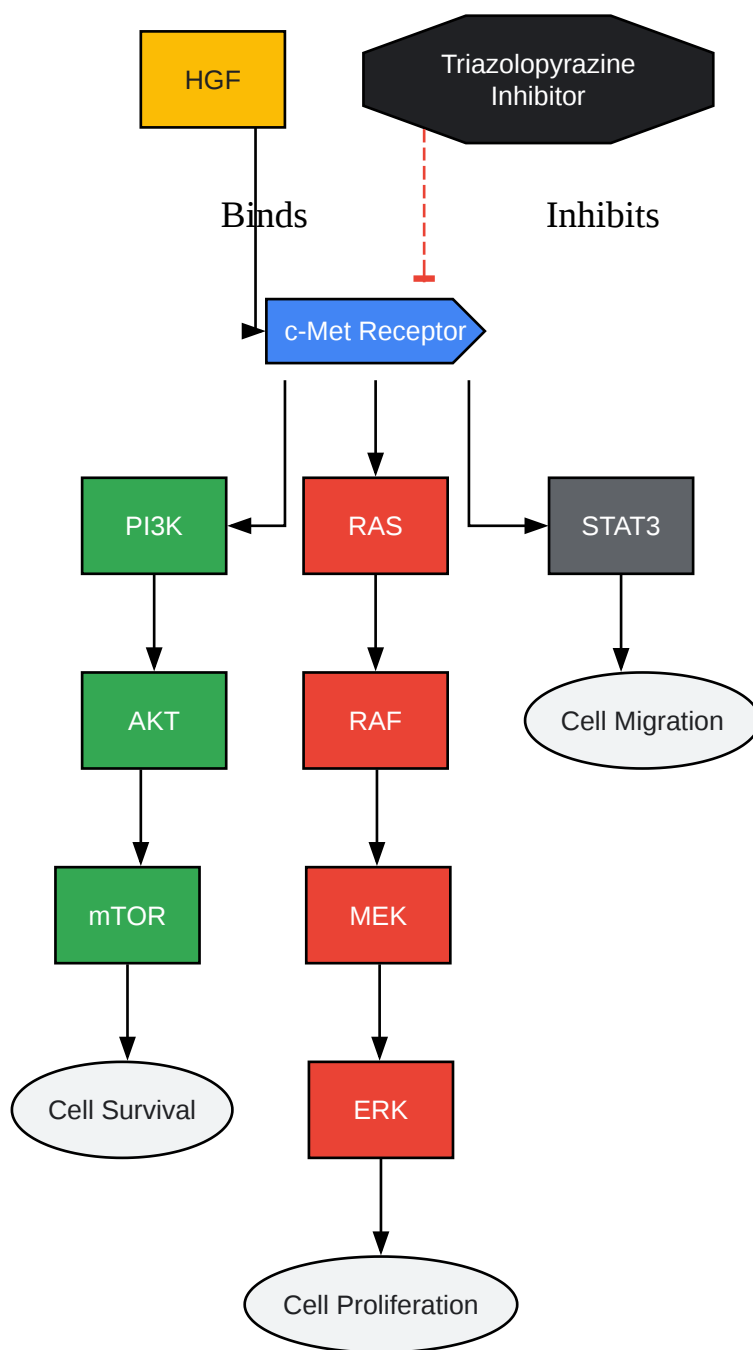 HGF
Triazolopyrazine
Inhibitor
Binds
Inhibits
c-Met Receptor
PI3K
RAS
STAT3
AKT
RAF
Cell Migration
mTOR
MEK
Cell Survival
ERK
Cell Proliferation